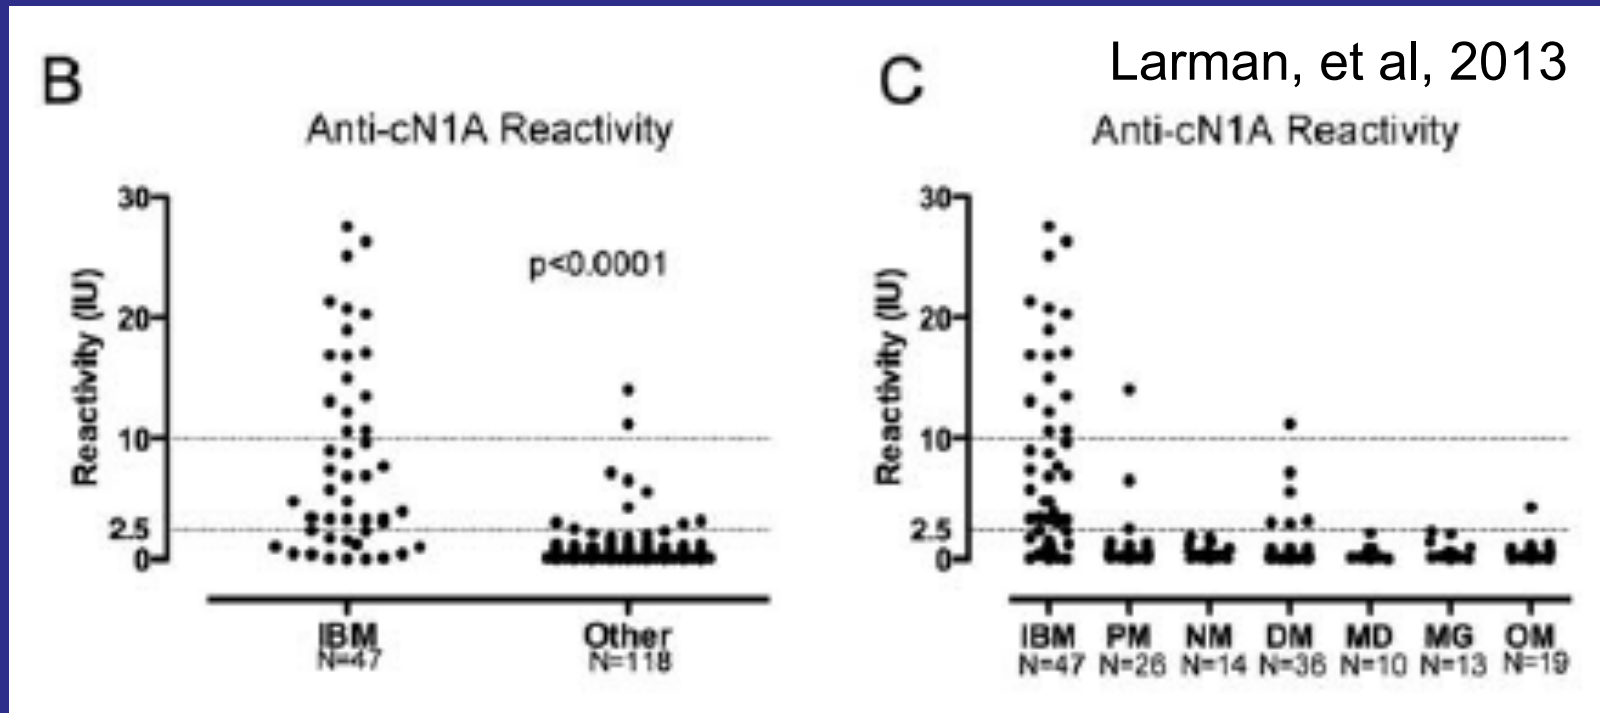 Larman, et al, 2013
B
Anti-cN1A Reactivity
Reactivity (IU)
30
20
10
2.5
0
p<0.0001
IBM
N=47
Other
N=118
C
Anti-cN1A Reactivity
Reactivity (IU)
30
20
10
2.5
0
IBM PM NM DM MD MG OM
N=47 N=26 N=14 N=36 N=10 N=13 N=19